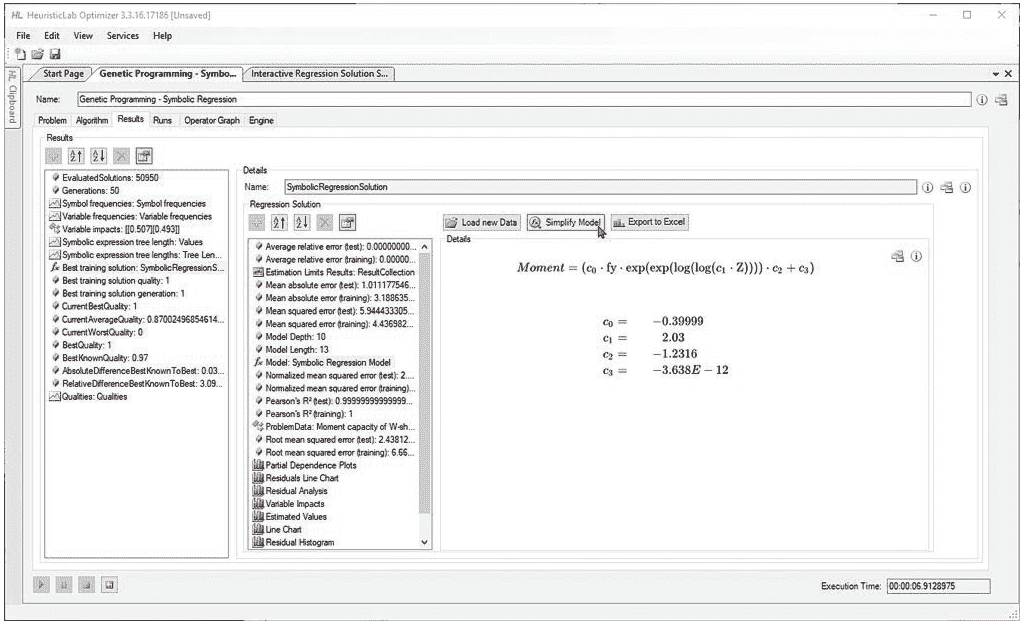 HL HeuristicLab Optimizer 3.3.16.17186 [Unsaved]
File Edit View Services Help
HL Clipboard
Start Page Genetic Programming - Symbo... Interactive Regression Solution S...
Name: Genetic Programming - Symbolic Regression
Problem Algorithm Results Runs Operator Graph Engine
Results
EvaluatedSolutions: 50950
Generations: 50
Symbol frequencies: Symbol frequencies
Variable frequencies: Variable frequencies
Variable impacts: [[0.507][0.493]]
Symbolic expression tree length: Values
Symbolic expression tree lengths: Tree Len...
Best training solution: SymbolicRegressionS...
Best training solution quality: 1
Best training solution generation: 1
CurrentBestQuality: 1
CurrentAverageQuality: 0.87002496854614...
CurrentWorstQuality: 0
BestQuality: 1
BestKnownQuality: 0.97
AbsoluteDifferenceBestKnownToBest: 0.03...
RelativeDifferenceBestKnownToBest: 3.09...
Qualities: Qualities
Details
Name: SymbolicRegressionSolution
Regression Solution
Load new Data Simplify Model Export to Excel
Average relative error (test): 0.00000000...
Average relative error (training): 0.00000...
Estimation Limits Results: ResultCollection
Mean absolute error (test): 1.011177546...
Mean absolute error (training): 3.188635...
Mean squared error (test): 5.944433305...
Mean squared error (training): 4.436982...
Model Depth: 10
Model Length: 13
Model: Symbolic Regression Model
Normalized mean squared error (test): 2....
Normalized mean squared error (training)...
Pearson's R² (test): 0.99999999999999...
Pearson's R² (training): 1
ProblemData: Moment capacity of W-sh...
Root mean squared error (test): 2.43812...
Root mean squared error (training): 6.66...
Partial Dependence Plots
Residuals Line Chart
Residual Analysis
Variable Impacts
Estimated Values
Line Chart
Residual Histogram
Details
Moment = (c₀ · fy · exp(exp(log(log(c₁ · Z)))) · c₂ + c₃)
c₀ = −0.39999
c₁ = 2.03
c₂ = −1.2316
c₃ = −3.638E − 12
Execution Time: 00:00:06.9128975